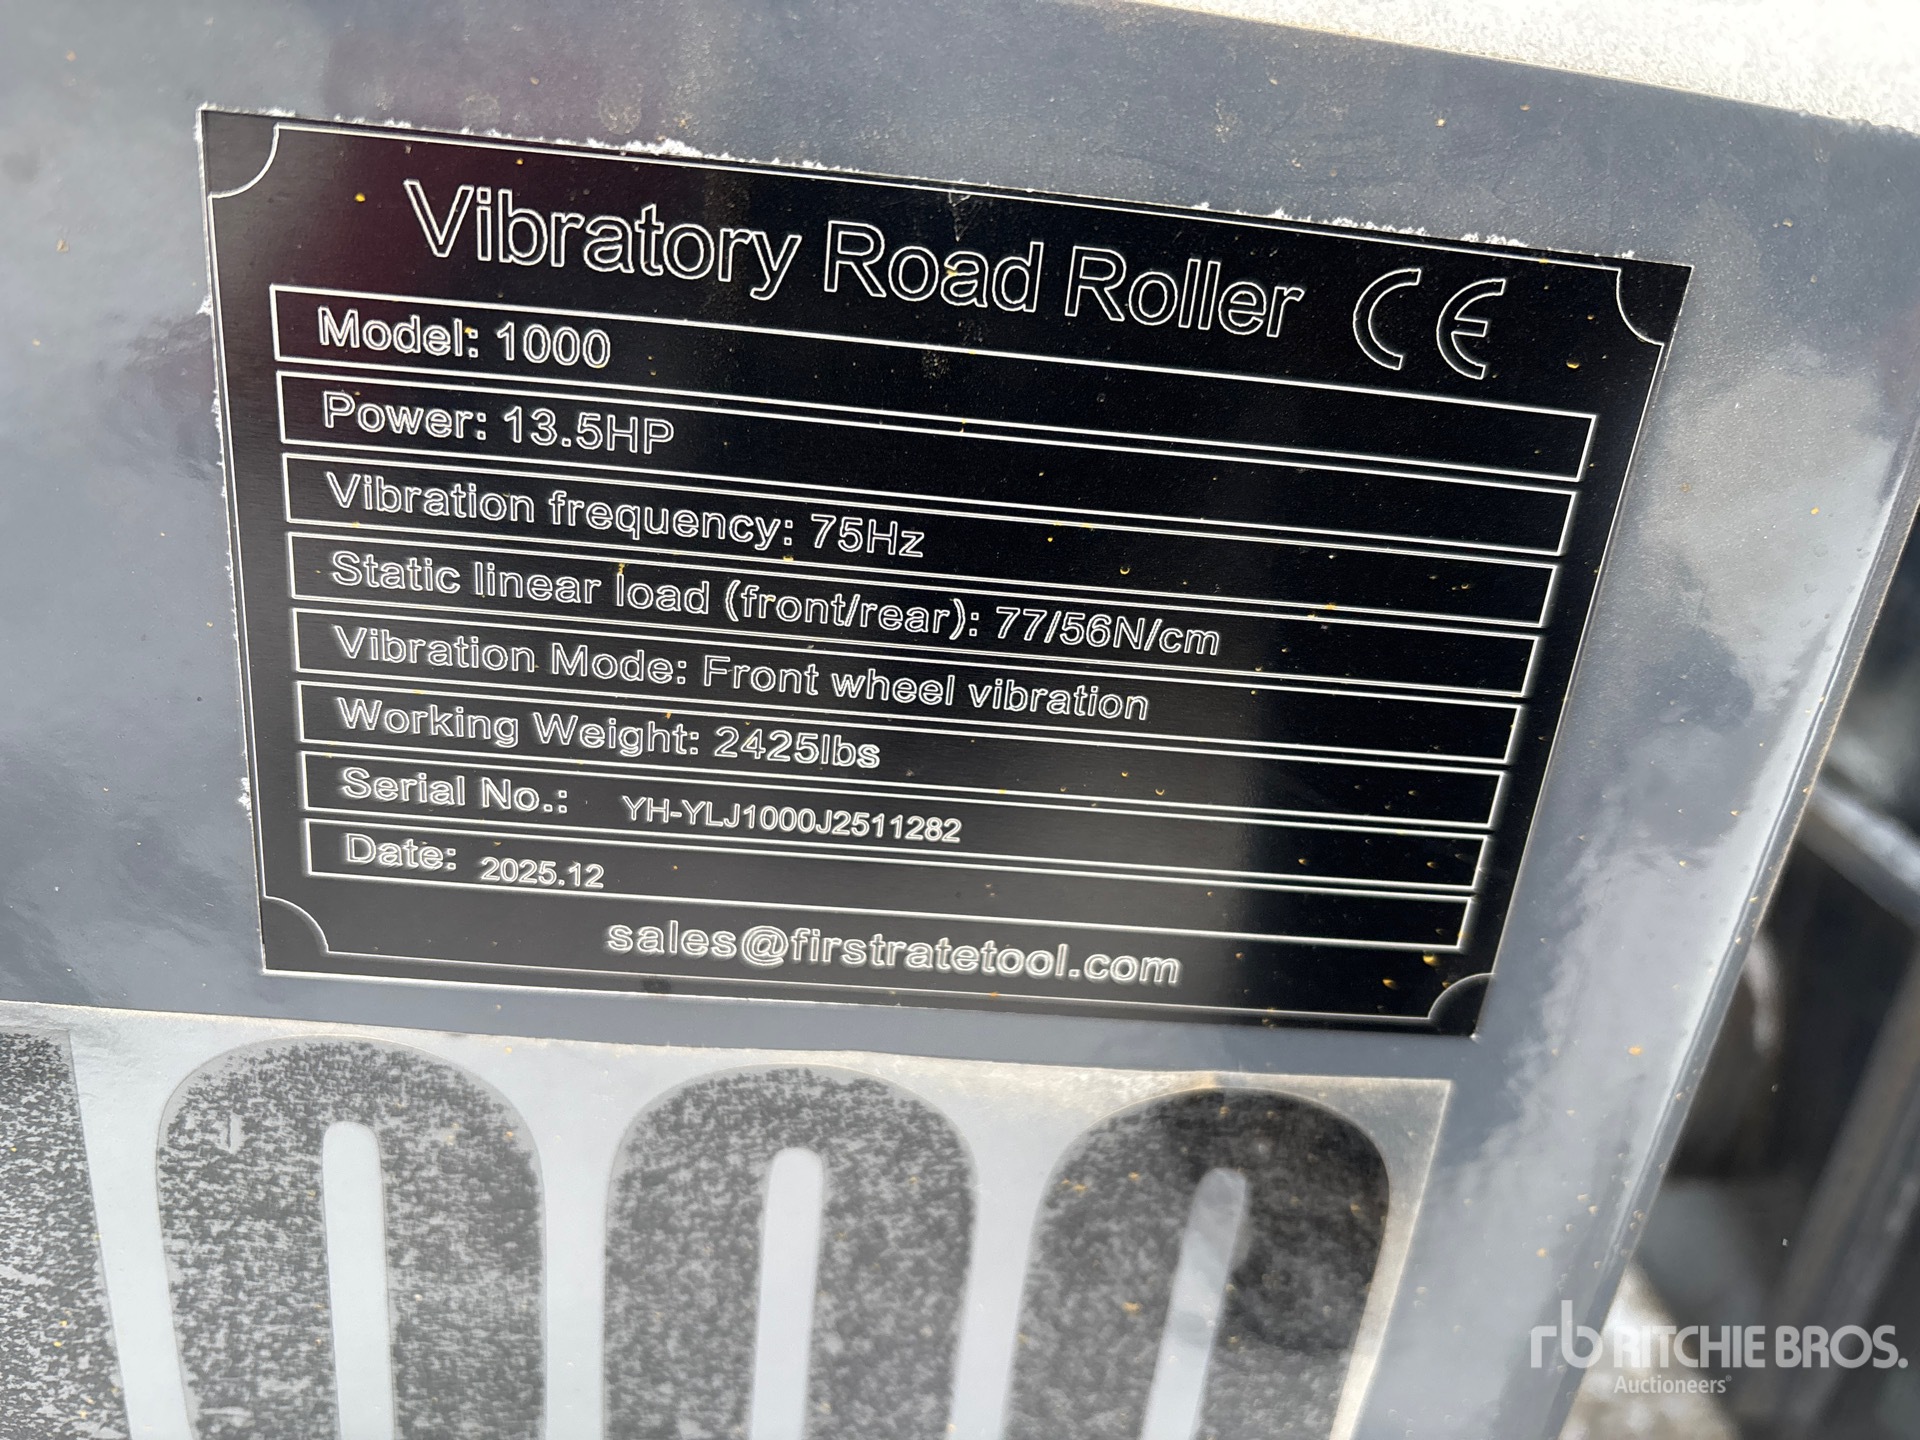 Vibratory Road Roller CE
Model: 1000
Power: 13.5HP
Vibration frequency: 75Hz
Static linear load (front/rear): 77/56N/cm
Vibration Mode: Front wheel vibration
Working Weight: 2425lbs
Serial No.: YH-YLJ1000J2511282
Date: 2025.12
sales@firstratetool.com
1000
rb RITCHIE BROS.
Auctioneers